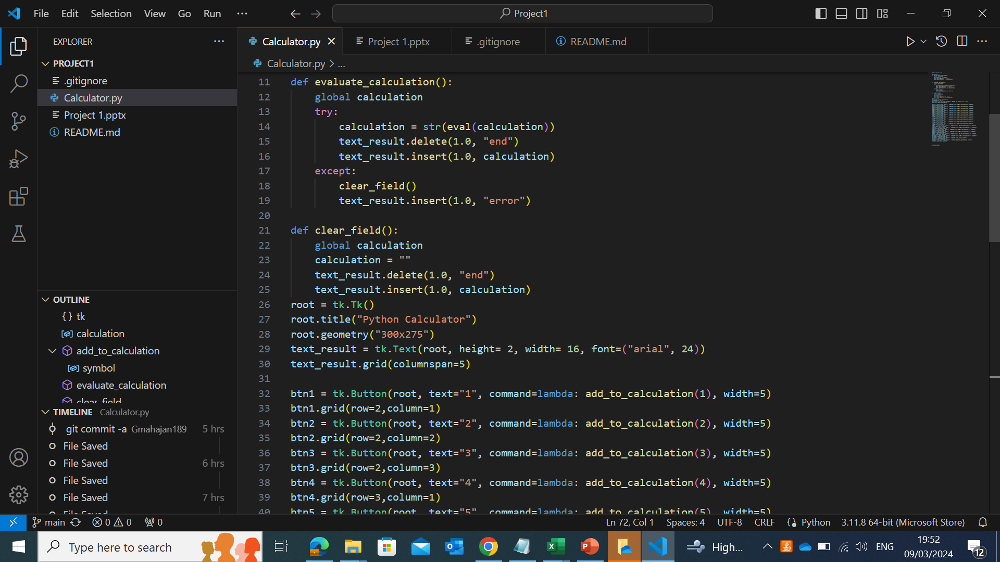 File Edit Selection View Go Run ···
Project1
EXPLORER ···
PROJECT1
.gitignore
Calculator.py
Project 1.pptx
README.md
OUTLINE
{} tk
calculation
add_to_calculation
symbol
evaluate_calculation
clear_field
TIMELINE Calculator.py
git commit -a Gmahajan189 5 hrs
File Saved
File Saved 6 hrs
File Saved
File Saved 7 hrs
File Saved
Calculator.py Project 1.pptx .gitignore README.md
Calculator.py > ...
11 def evaluate_calculation():
12     global calculation
13     try:
14         calculation = str(eval(calculation))
15         text_result.delete(1.0, "end")
16         text_result.insert(1.0, calculation)
17     except:
18         clear_field()
19         text_result.insert(1.0, "error")
20
21 def clear_field():
22     global calculation
23     calculation = ""
24     text_result.delete(1.0, "end")
25     text_result.insert(1.0, calculation)
26 root = tk.Tk()
27 root.title("Python Calculator")
28 root.geometry("300x275")
29 text_result = tk.Text(root, height= 2, width= 16, font=("arial", 24))
30 text_result.grid(columnspan=5)
31
32 btn1 = tk.Button(root, text="1", command=lambda: add_to_calculation(1), width=5)
33 btn1.grid(row=2,column=1)
34 btn2 = tk.Button(root, text="2", command=lambda: add_to_calculation(2), width=5)
35 btn2.grid(row=2,column=2)
36 btn3 = tk.Button(root, text="3", command=lambda: add_to_calculation(3), width=5)
37 btn3.grid(row=2,column=3)
38 btn4 = tk.Button(root, text="4", command=lambda: add_to_calculation(4), width=5)
39 btn4.grid(row=3,column=1)
40 btn5 = tk.Button(root, text="5", command=lambda: add_to_calculation(5), width=5)
main 0 0 0 Ln 72, Col 1 Spaces: 4 UTF-8 CRLF Python 3.11.8 64-bit (Microsoft Store)
Type here to search High... ENG 19:52
09/03/2024 12